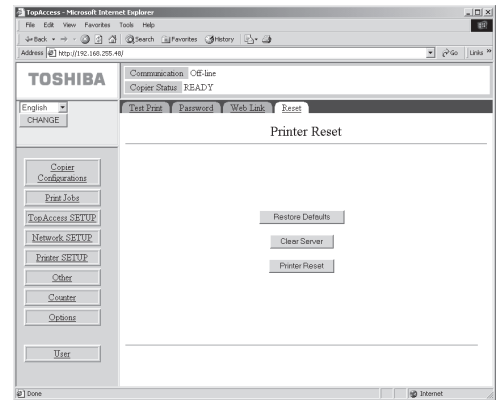 TopAccess - Microsoft Internet Explorer
File Edit View Favorites Tools Help
Back Search Favorites History
Address http://192.168.255.48/ Go Links »
TOSHIBA
Communication Off-line
Copier Status READY
English
CHANGE
Test Print Password Web Link Reset
Printer Reset
Copier
Configurations
Print Jobs
TopAccess SETUP
Network SETUP
Printer SETUP
Other
Counter
Options
User
Restore Defaults
Clear Server
Printer Reset
Done Internet